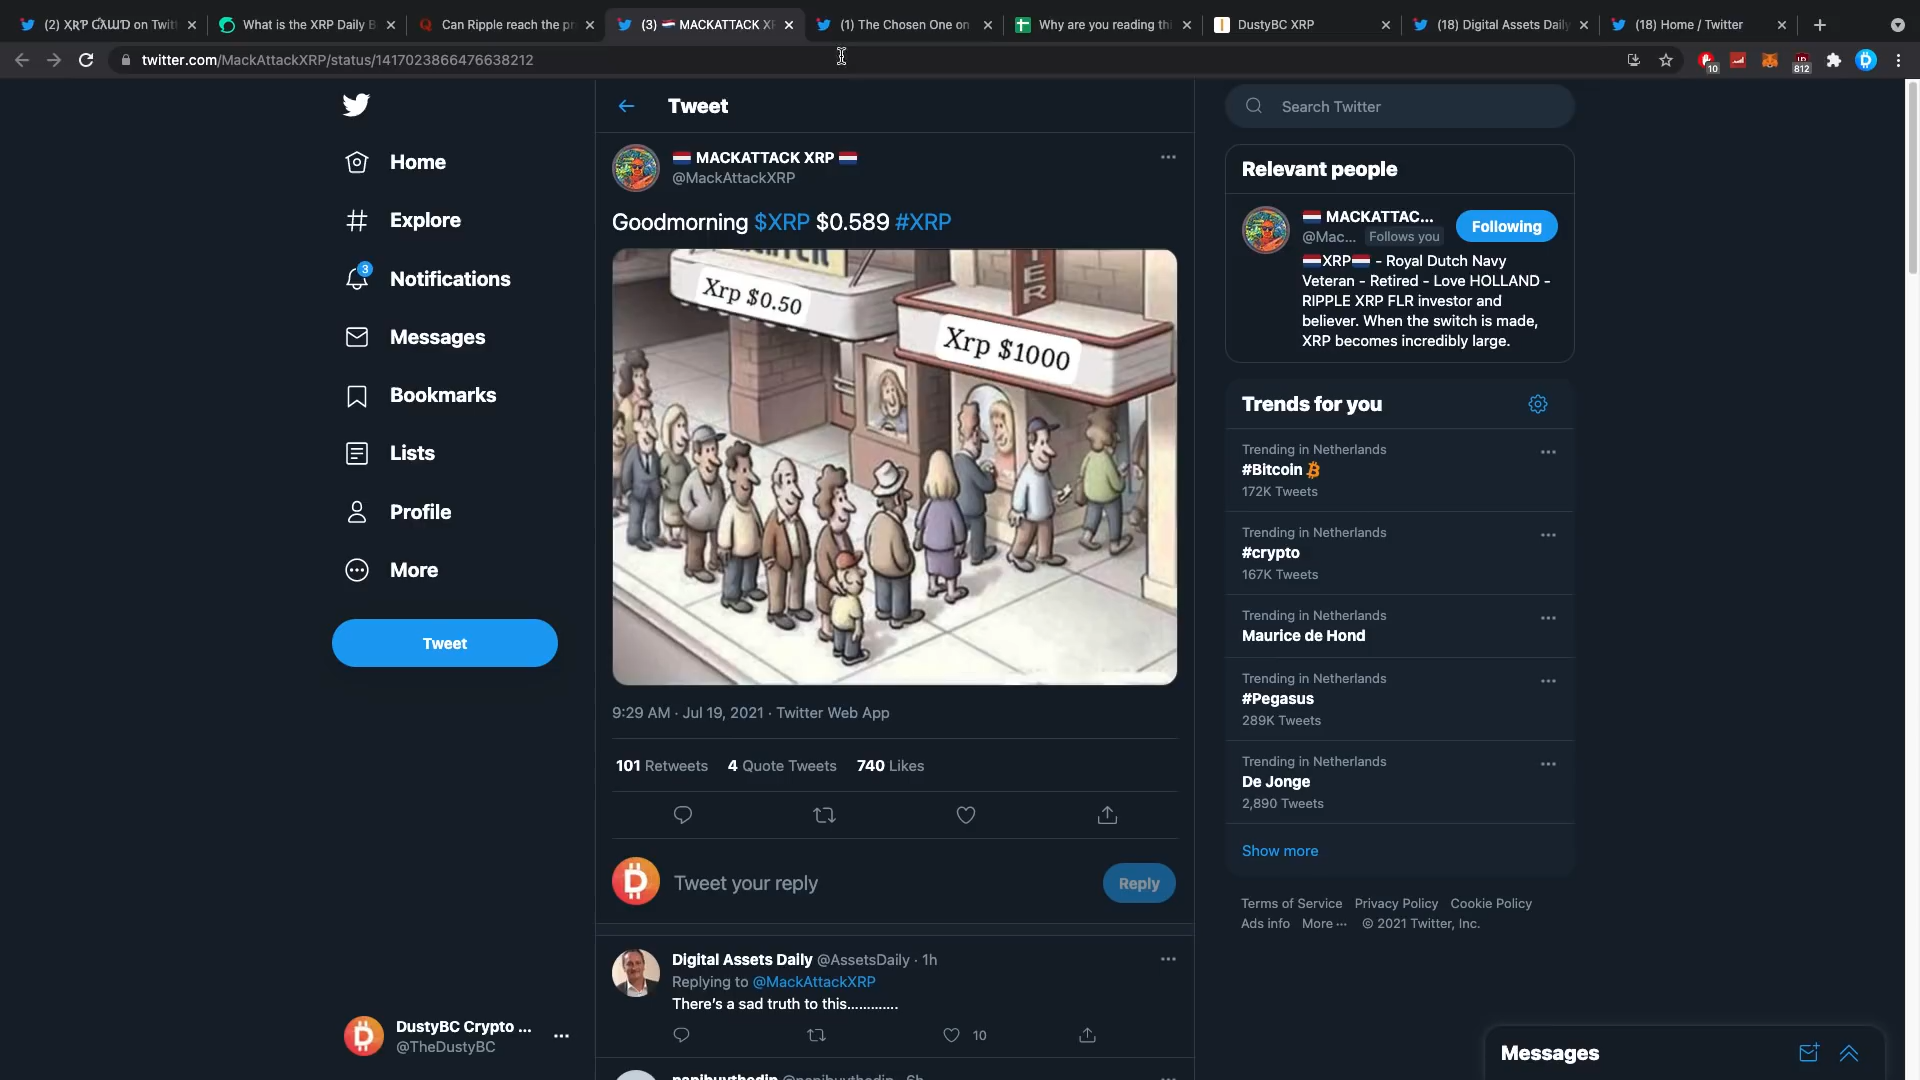 (2) ҲƦƤ ƓƛƜƊ on Twit
What is the XRP Daily B
Can Ripple reach the pr
(3) MACKATTACK XF
(1) The Chosen One on
Why are you reading thi
DustyBC XRP
(18) Digital Assets Daily
(18) Home / Twitter
twitter.com/MackAttackXRP/status/1417023866476638212
10
812
Home
Explore
3
Notifications
Messages
Bookmarks
Lists
Profile
More
Tweet
DustyBC Crypto ...
@TheDustyBC
Tweet
MACKATTACK XRP
@MackAttackXRP
Goodmorning $XRP $0.589 #XRP
Xrp $0.50
Xrp $1000
9:29 AM · Jul 19, 2021 · Twitter Web App
101 Retweets 4 Quote Tweets 740 Likes
Tweet your reply
Reply
Digital Assets Daily @AssetsDaily · 1h
Replying to @MackAttackXRP
There's a sad truth to this.............
10
Search Twitter
Relevant people
MACKATTAC...
@Mac... Follows you
Following
XRP - Royal Dutch Navy
Veteran - Retired - Love HOLLAND -
RIPPLE XRP FLR investor and
believer. When the switch is made,
XRP becomes incredibly large.
Trends for you
Trending in Netherlands
#Bitcoin
172K Tweets
Trending in Netherlands
#crypto
167K Tweets
Trending in Netherlands
Maurice de Hond
Trending in Netherlands
#Pegasus
289K Tweets
Trending in Netherlands
De Jonge
2,890 Tweets
Show more
Terms of Service Privacy Policy Cookie Policy
Ads info More ··· © 2021 Twitter, Inc.
Messages